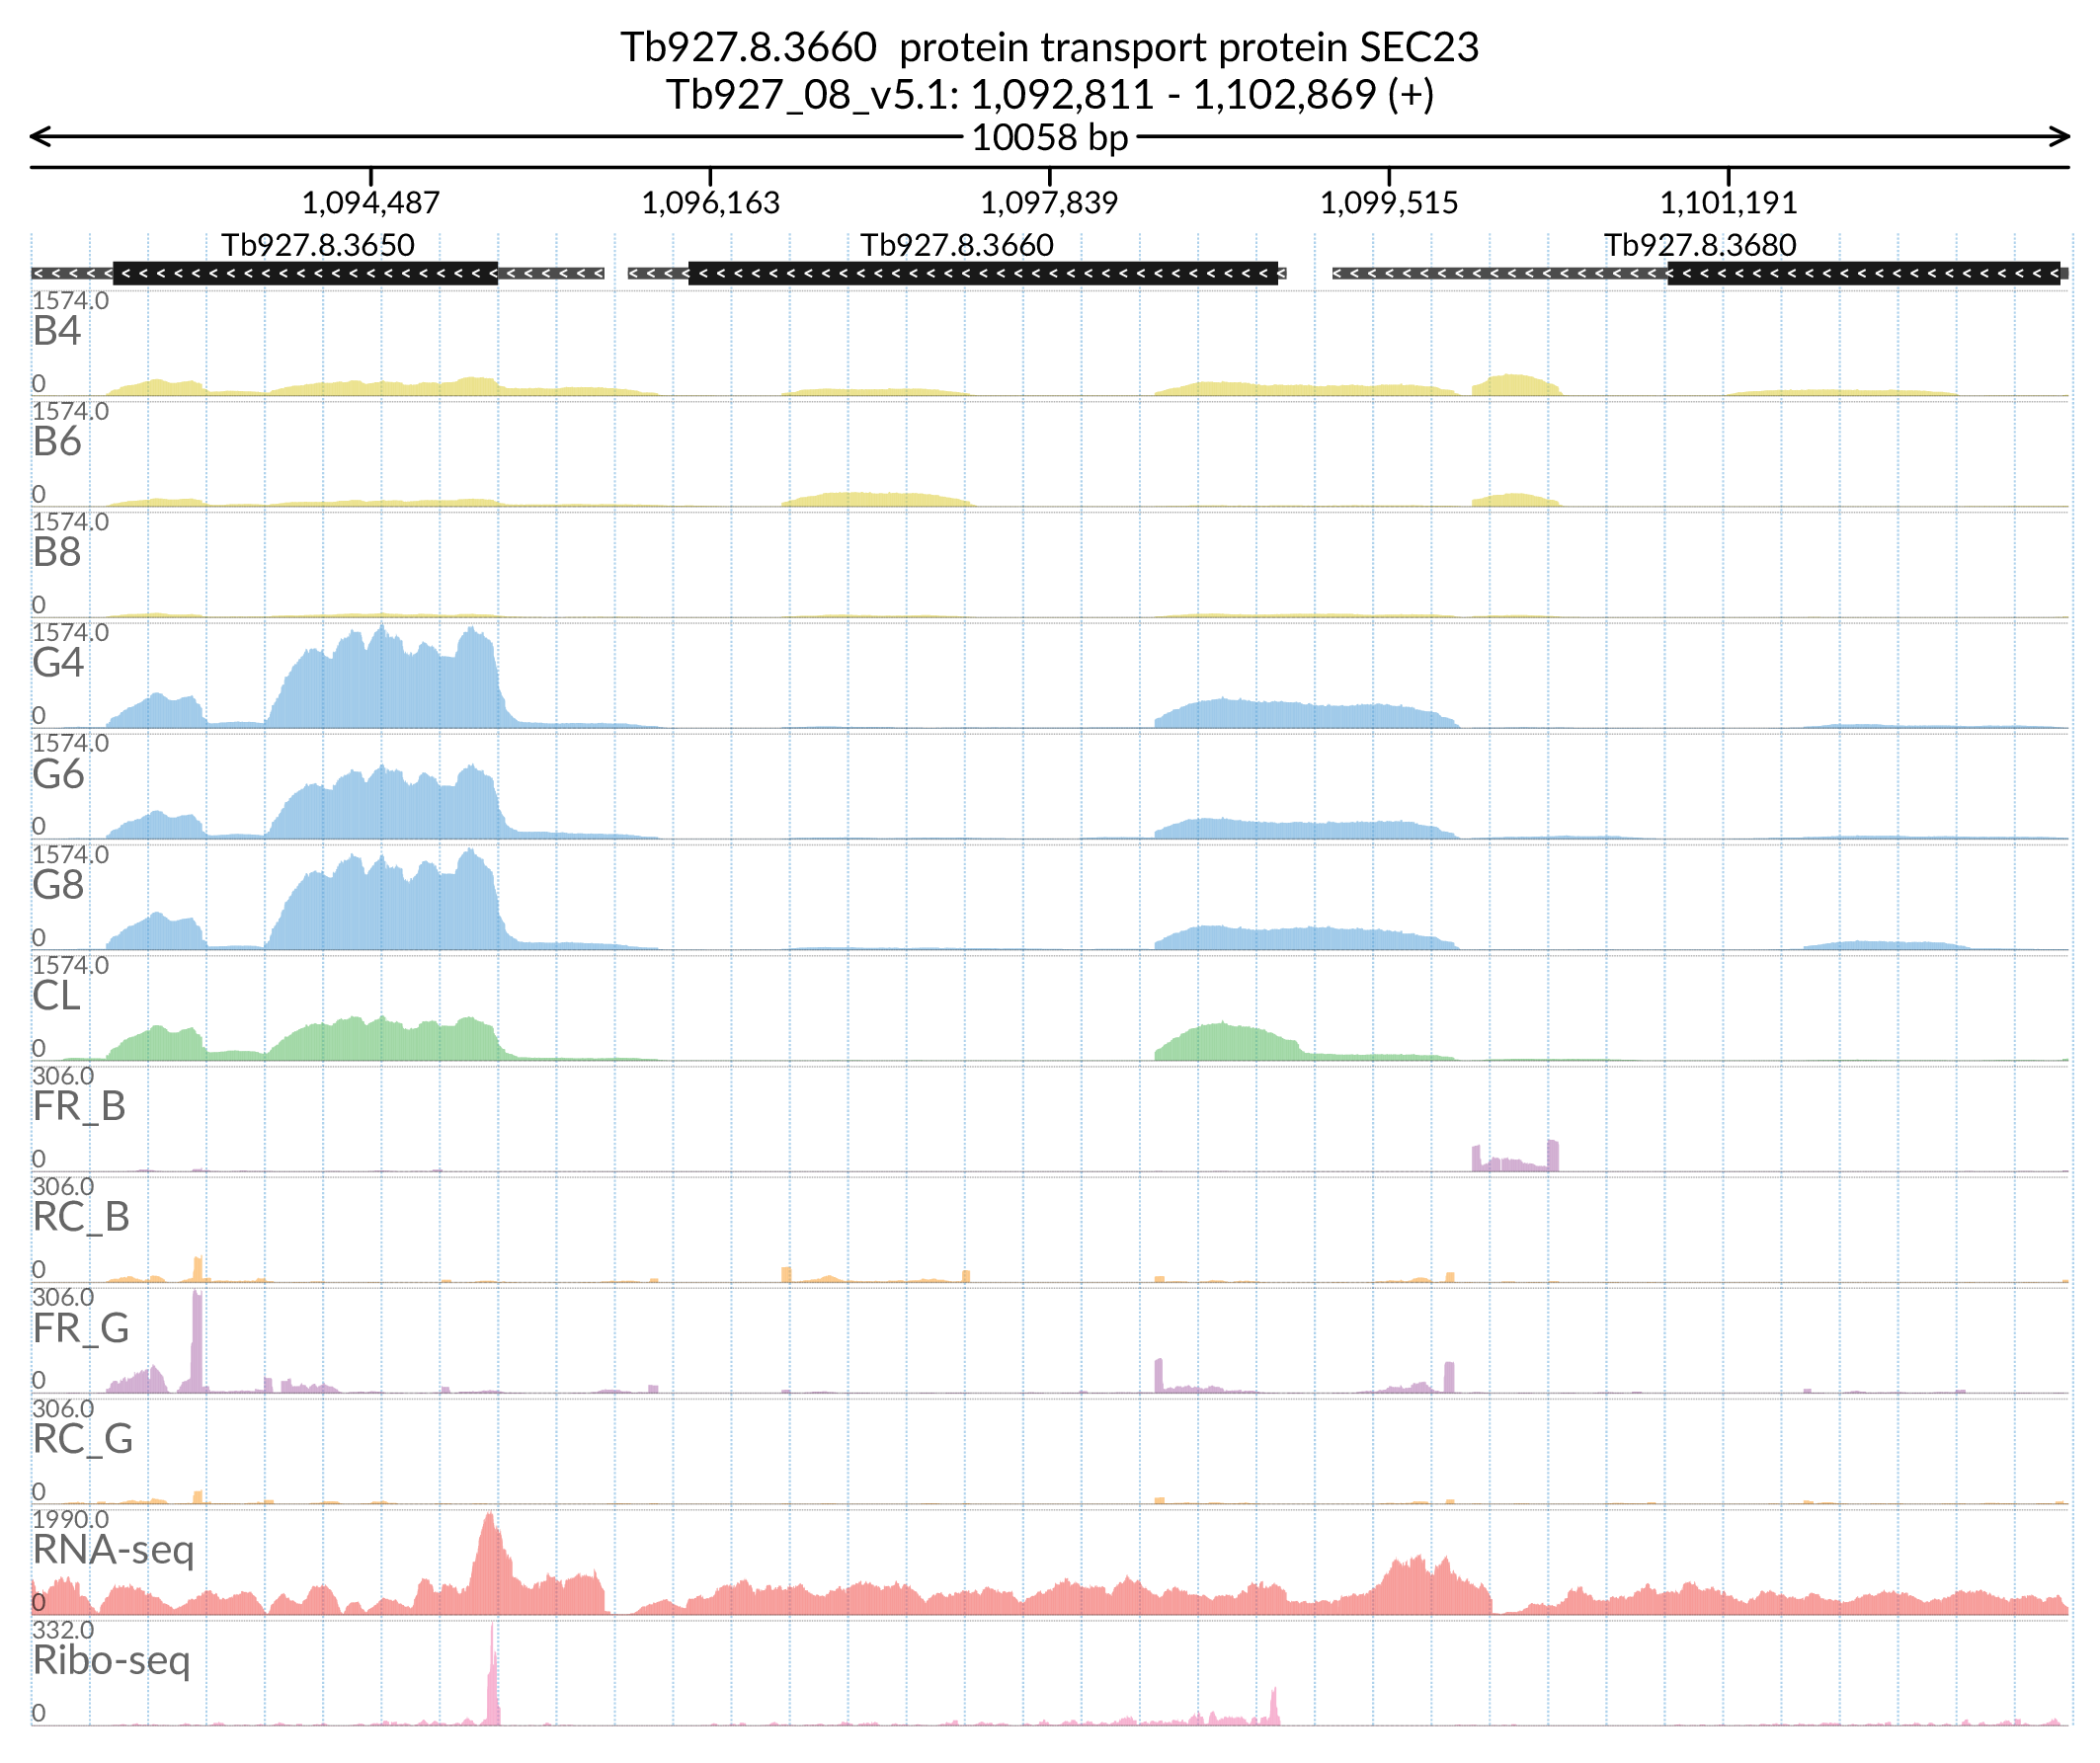 Tb927.8.3660  protein transport protein SEC23
Tb927_08_v5.1: 1,092,811 - 1,102,869 (+)
10058 bp
1,094,487 1,096,163 1,097,839 1,099,515 1,101,191
Tb927.8.3650 Tb927.8.3660 Tb927.8.3680
1574.0
B4
0
1574.0
B6
0
1574.0
B8
0
1574.0
G4
0
1574.0
G6
0
1574.0
G8
0
1574.0
CL
0
306.0
FR_B
0
306.0
RC_B
0
306.0
FR_G
0
306.0
RC_G
0
1990.0
RNA-seq
0
332.0
Ribo-seq
0